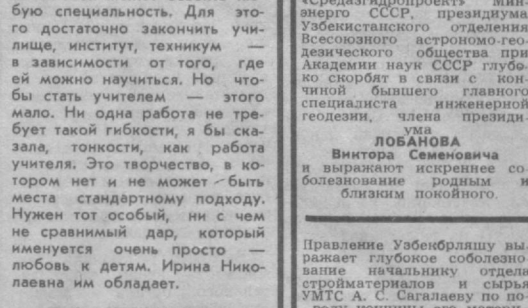 бую специальность. Для это-
го достаточно закончить учи-
лище, институт, техникум —
в зависимости от того, где
ей можно научиться. Но что-
бы стать учителем — этого
мало. Ни одна работа не тре-
бует такой гибкости, я бы ска-
зала, тонкости, как работа
учителя. Это творчество, в ко-
тором нет и не может быть
места стандартному подходу.
Нужен тот особый, ни с чем
не сравнимый дар, который
именуется очень просто —
любовь к детям. Ирина Нико-
лаевна им обладает.
«Средазгидропроект» Мин-
энерго СССР, президиума
Узбекистанского отделения
Всесоюзного астрономо-гео-
дезического общества при
Академии наук СССР глубо-
ко скорбят в связи с кон-
чиной бывшего главного
специалиста инженерной
геодезии, члена президи-
ума
ЛОБАНОВА
Виктора Семеновича
и выражают искреннее со-
болезнование родным и
близким покойного.
Правление Узбекбрляшу вы-
ражает глубокое соболезно-
вание начальнику отдела
стройматериалов и сырья
УМТС А. С. Сагалаеву по по-